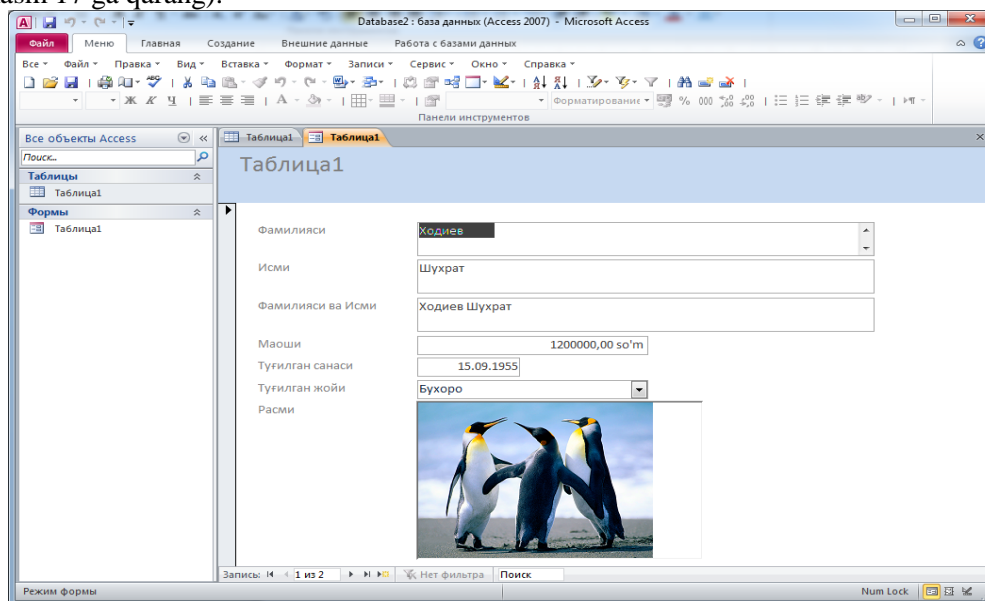 rasm 17 ga qarang).
Database2 : база данных (Access 2007) - Microsoft Access
Файл Меню Главная Создание Внешние данные Работа с базами данных
Все Файл Правка Вид Вставка Формат Записи Сервис Окно Справка
Ж К Ч А Форматирование % 000
Панели инструментов
Все объекты Access
Поиск...
Таблицы
Таблица1
Формы
Таблица1
Таблица1 Таблица1
Таблица1
Фамилияси Ходиев
Исми Шухрат
Фамилияси ва Исми Ходиев Шухрат
Маоши 1200000,00 so'm
Туғилган санаси 15.09.1955
Туғилган жойи Бухоро
Расми
Запись: 1 из 2 Нет фильтра Поиск
Режим формы Num Lock